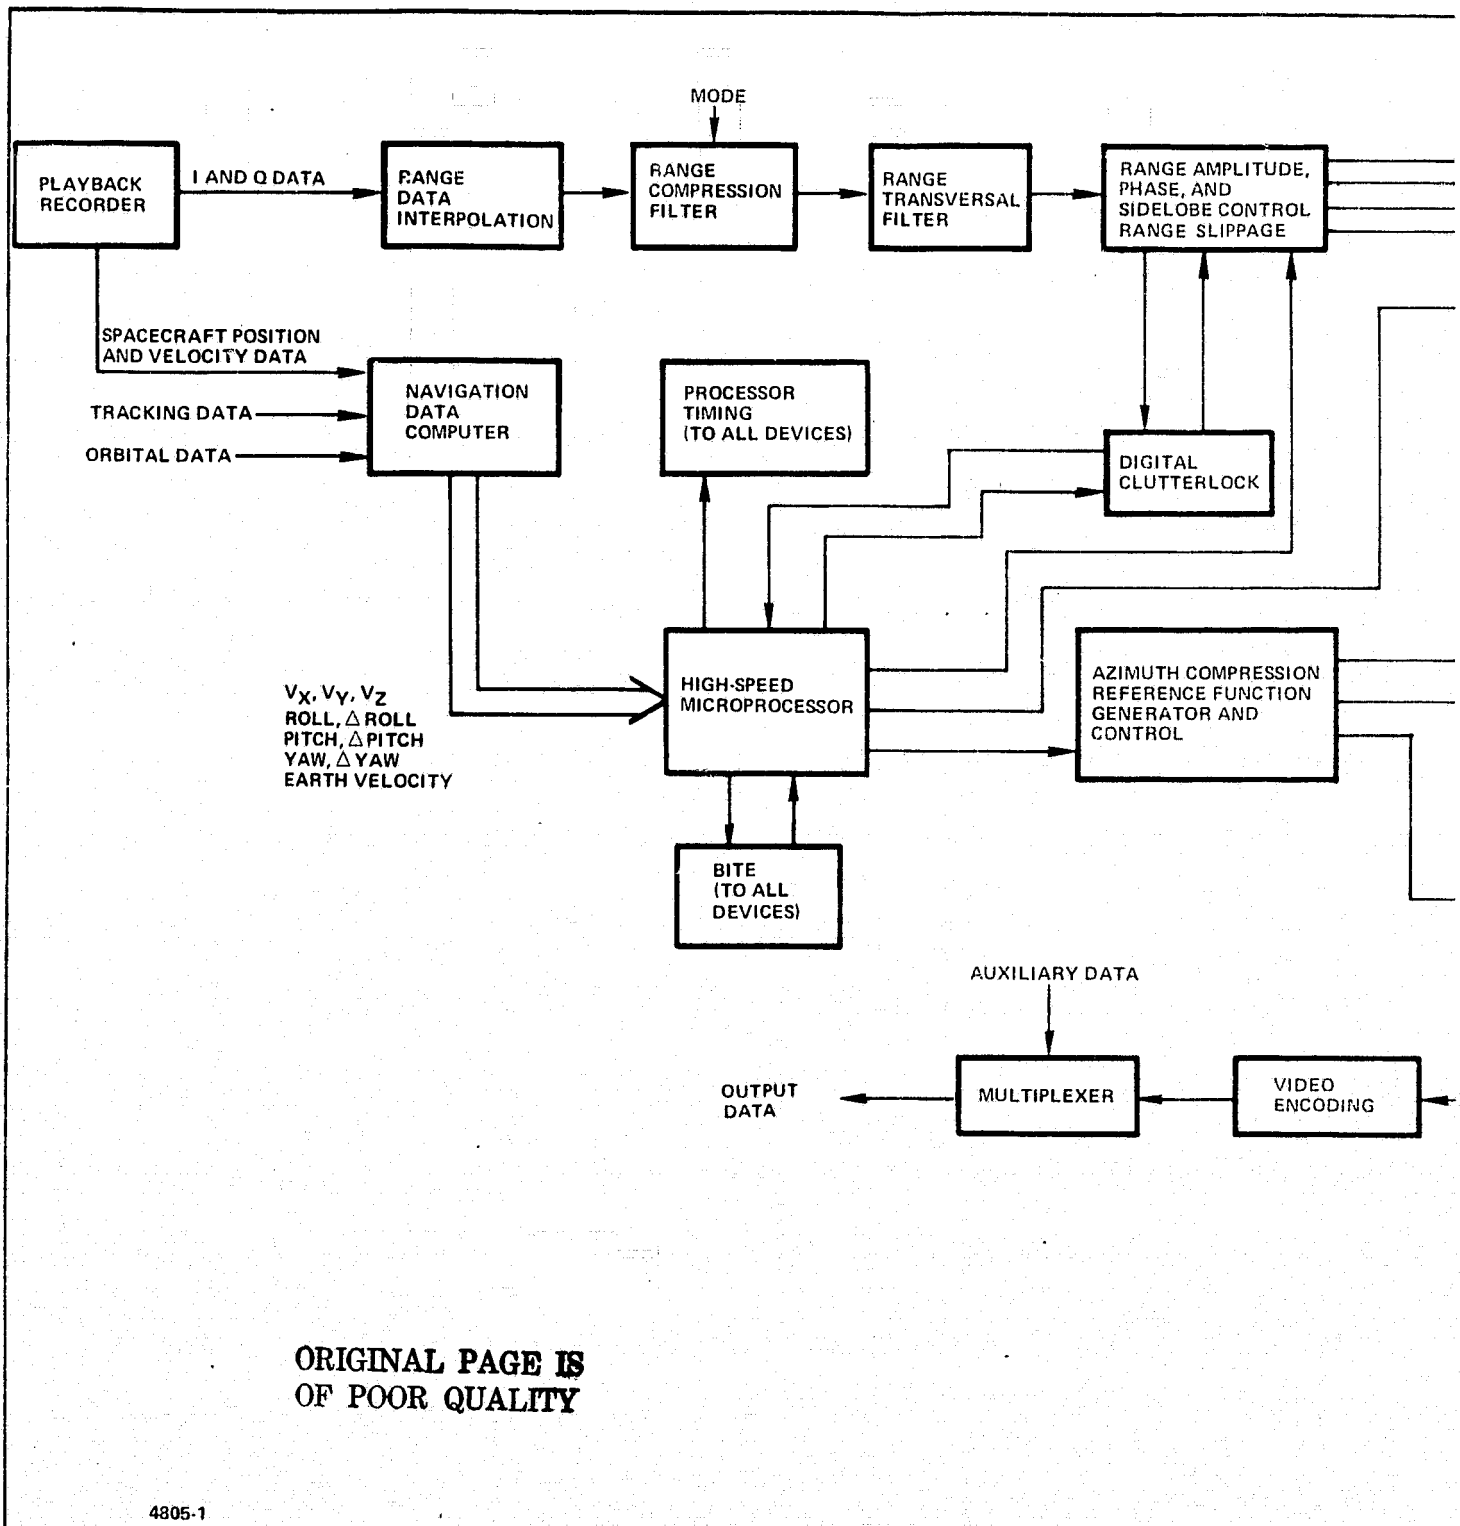 MODE
PLAYBACK
RECORDER
I AND Q DATA
RANGE
DATA
INTERPOLATION
RANGE
COMPRESSION
FILTER
RANGE
TRANSVERSAL
FILTER
RANGE AMPLITUDE,
PHASE, AND
SIDELOBE CONTROL
RANGE SLIPPAGE
SPACECRAFT POSITION
AND VELOCITY DATA
TRACKING DATA
ORBITAL DATA
NAVIGATION
DATA
COMPUTER
PROCESSOR
TIMING
(TO ALL DEVICES)
DIGITAL
CLUTTERLOCK
VX, VY, VZ
ROLL, Δ ROLL
PITCH, Δ PITCH
YAW, Δ YAW
EARTH VELOCITY
HIGH-SPEED
MICROPROCESSOR
AZIMUTH COMPRESSION
REFERENCE FUNCTION
GENERATOR AND
CONTROL
BITE
(TO ALL
DEVICES)
AUXILIARY DATA
OUTPUT
DATA
MULTIPLEXER
VIDEO
ENCODING
ORIGINAL PAGE IS
OF POOR QUALITY
4805-1